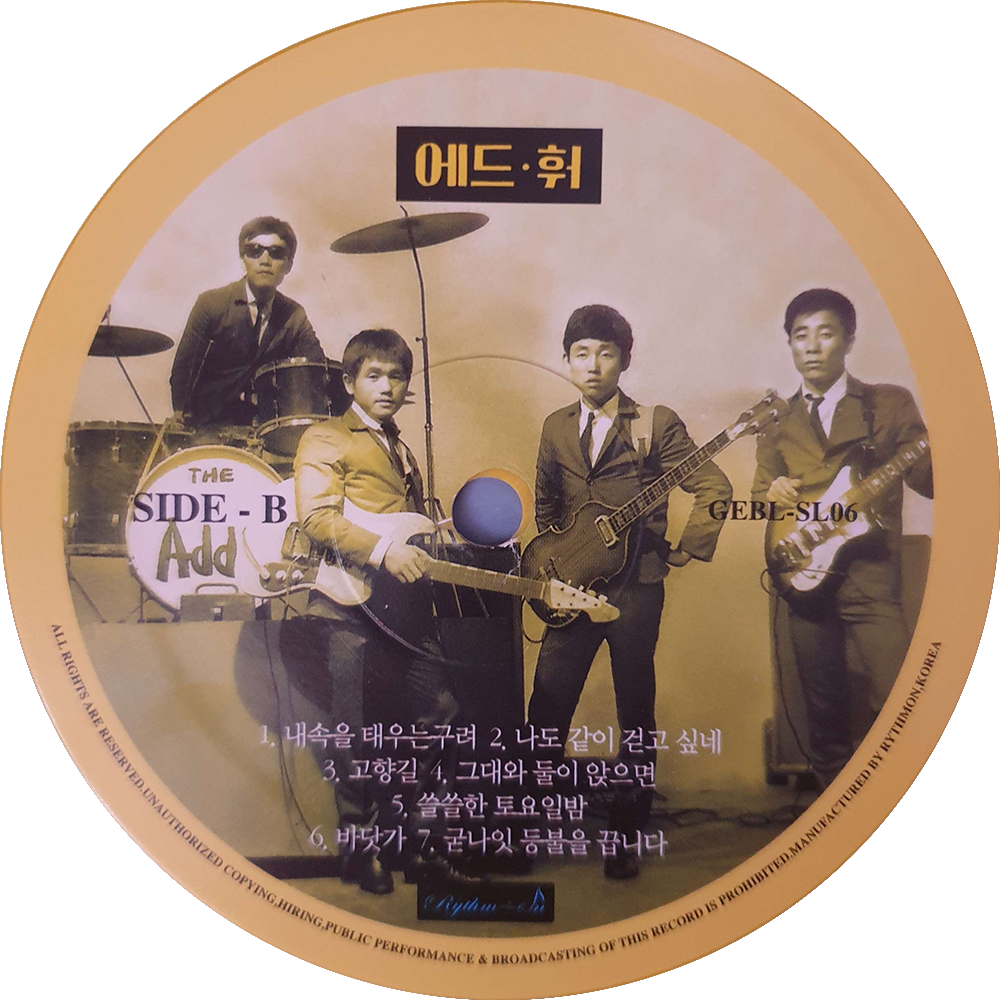 에드·훠
THE
Add
SIDE - B
GEBL-SL06
1. 내속을 태우는구려 2. 나도 같이 걷고 싶네
3. 고향길 4. 그대와 둘이 앉으면
5. 쓸쓸한 토요일밤
6. 바닷가 7. 굳나잇 등불을 끕니다
ALL RIGHTS ARE RESERVED.UNAUTHORIZED COPYING,HIRING,PUBLIC PERFORMANCE & BROADCASTING OF THIS RECORD IS PROHIBITED.MANUFACTURED BY RYTHMON,KOREA